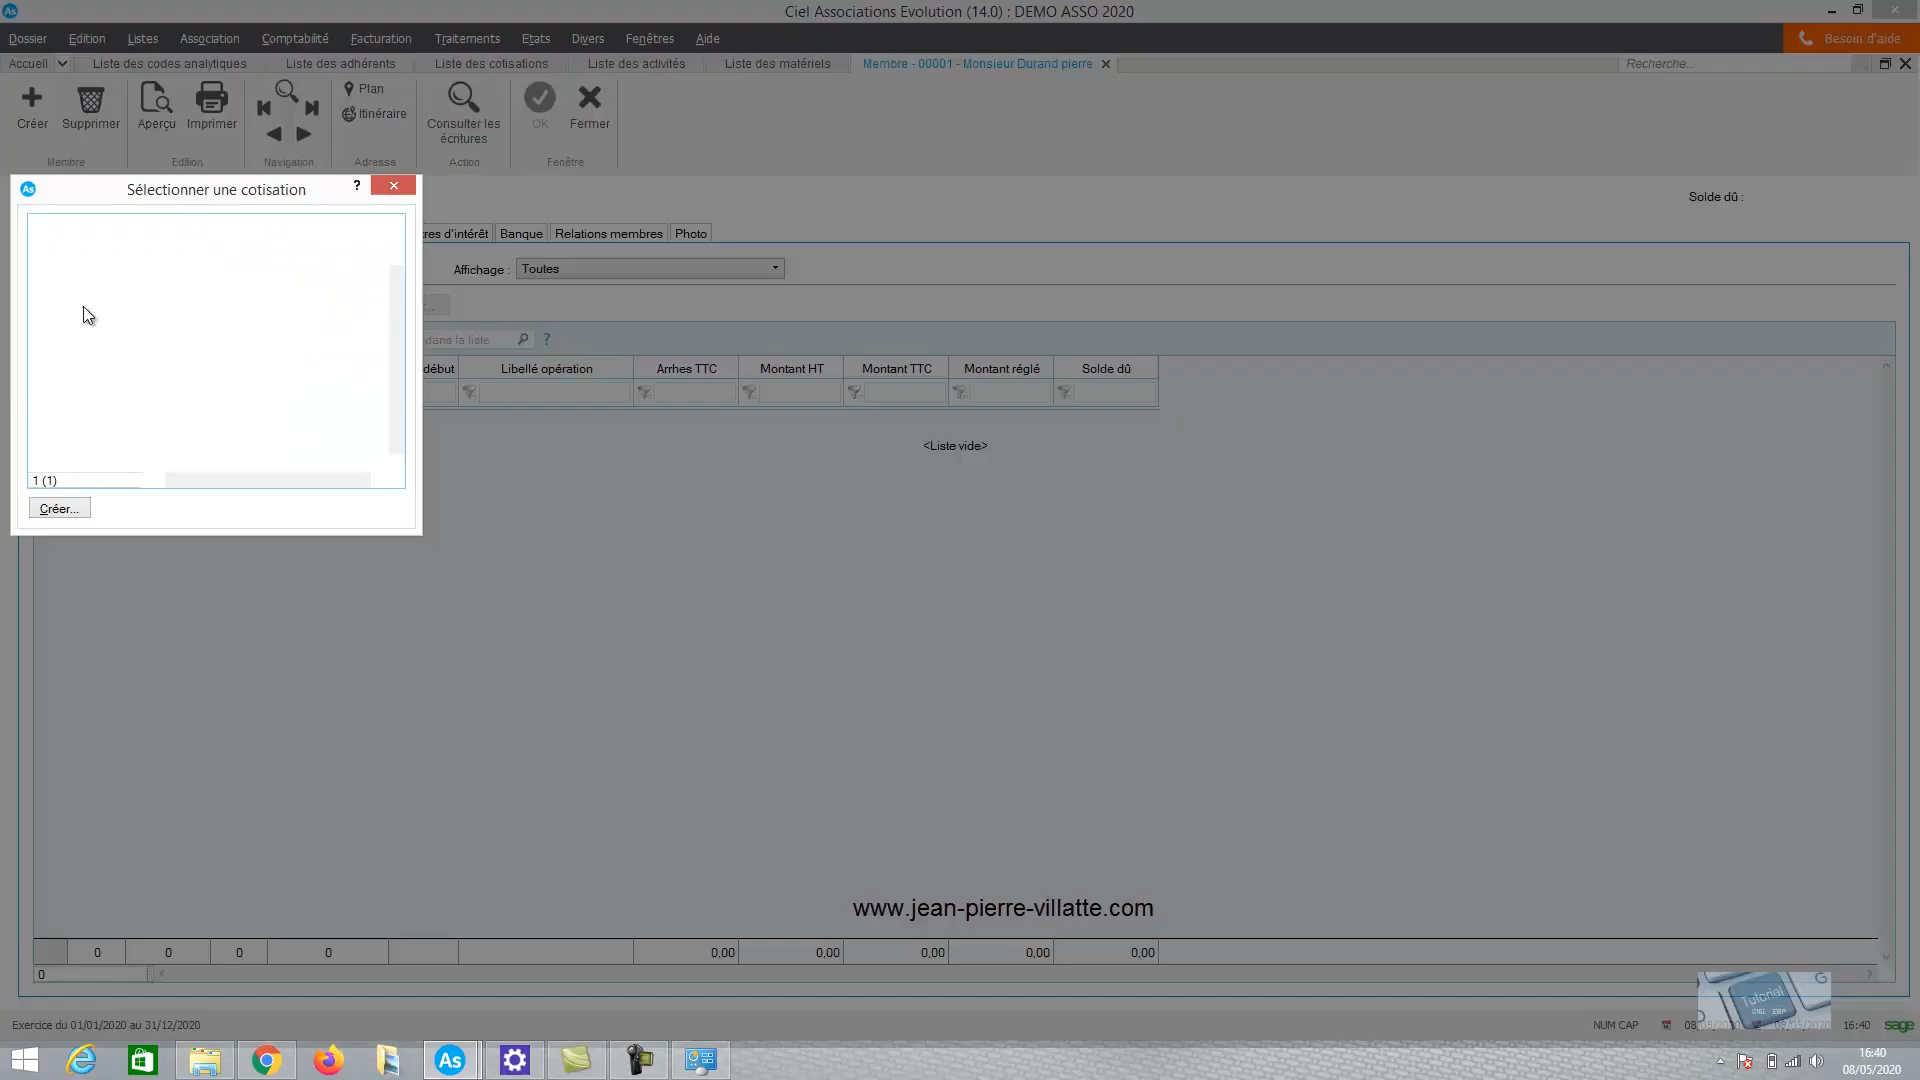 Ciel Associations Evolution (14.0) : DEMO ASSO 2020
Dossier Edition Listes Association Comptabilité Facturation Traitements Etats Divers Fenêtres Aide Besoin d'aide
Accueil Liste des codes analytiques Liste des adhérents Liste des cotisations Liste des activités Liste des matériels Membre - 00001 - Monsieur Durand pierre Recherche...
Créer Supprimer Aperçu Imprimer Plan Itinéraire Consulter les écritures OK Fermer
Membre Edition Navigation Adresse Action Fenêtre
As Sélectionner une cotisation ?
Solde dû :
tres d'intérêt Banque Relations membres Photo
Affichage : Toutes
dans la liste ?
début Libellé opération Arrhes TTC Montant HT Montant TTC Montant réglé Solde dû
<Liste vide>
1 (1)
Créer...
www.jean-pierre-villatte.com
0 0 0 0 0,00 0,00 0,00 0,00 0,00
0
Tutoriel
CIEL EBP
Exercice du 01/01/2020 au 31/12/2020 NUM CAP 16:40 sage
As
16:40
08/05/2020